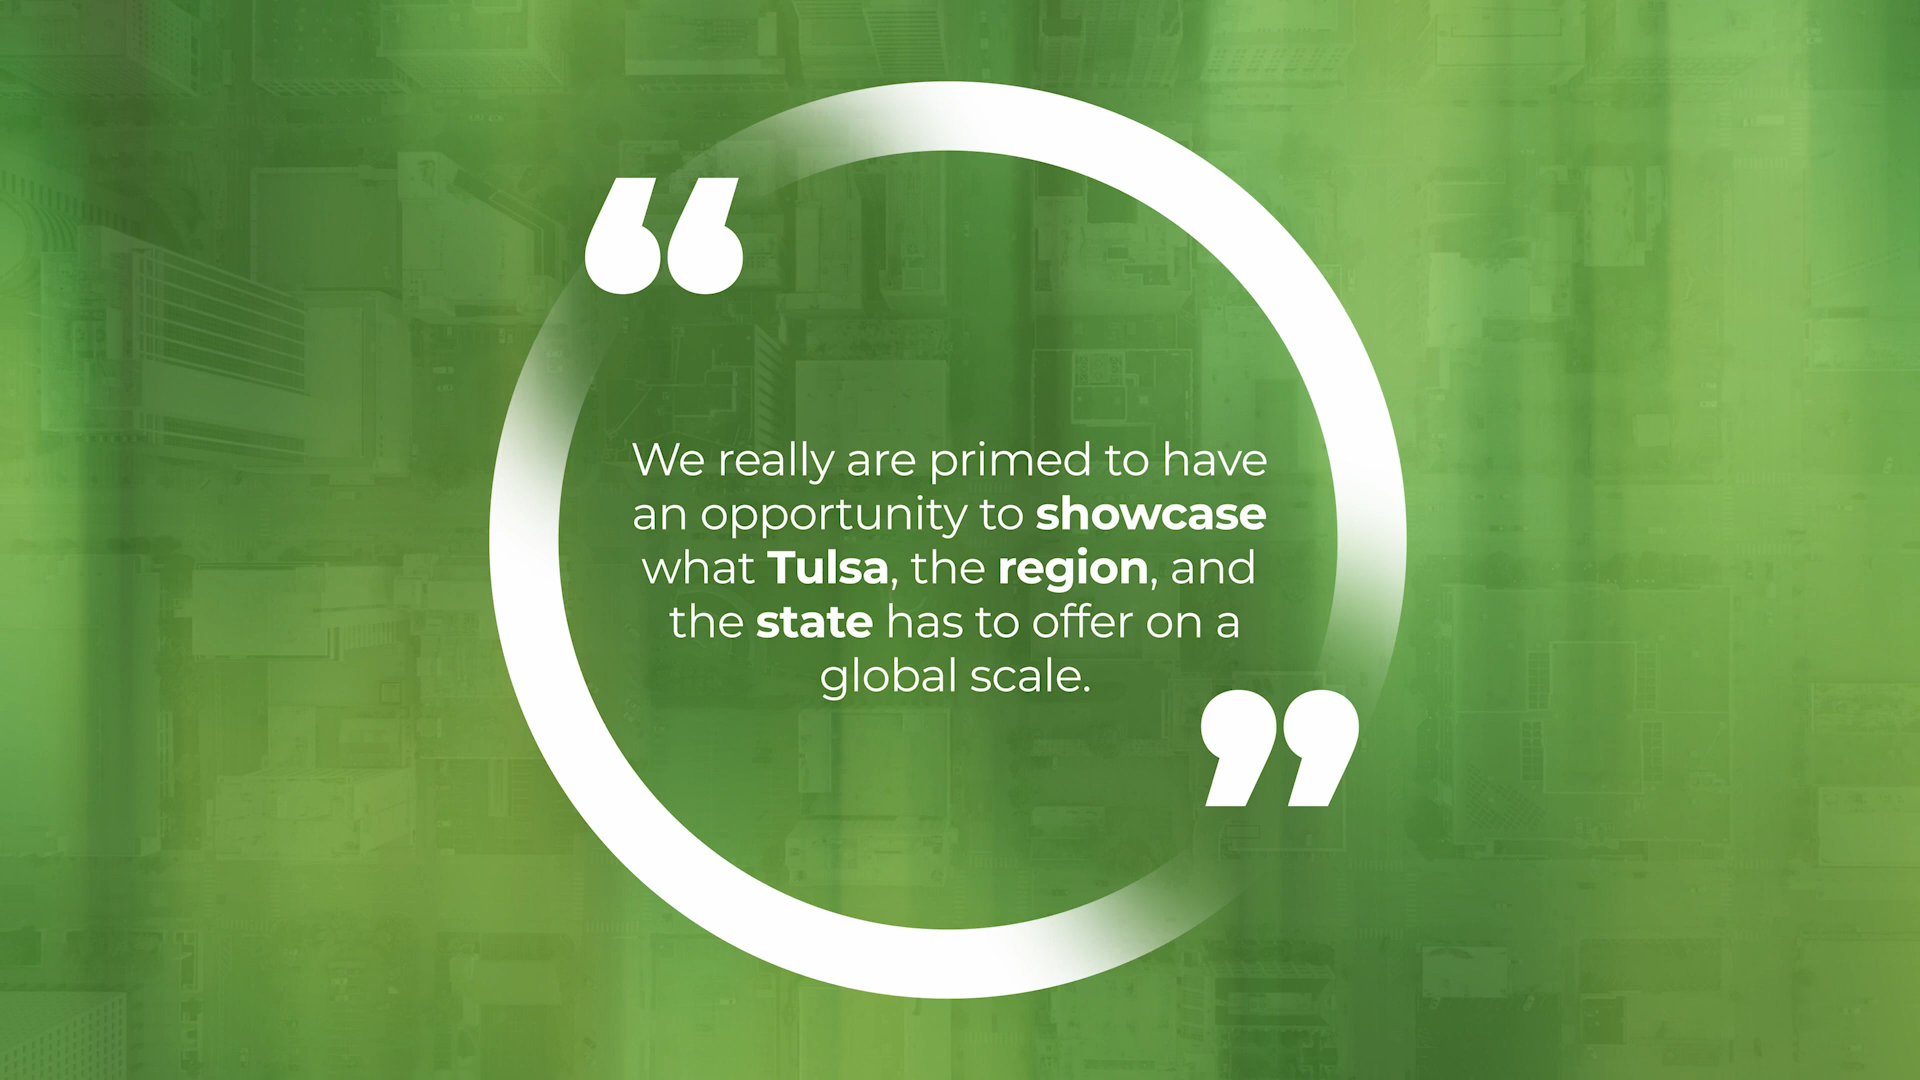 “
We really are primed to have
an opportunity to showcase
what Tulsa, the region, and
the state has to offer on a
global scale.
”